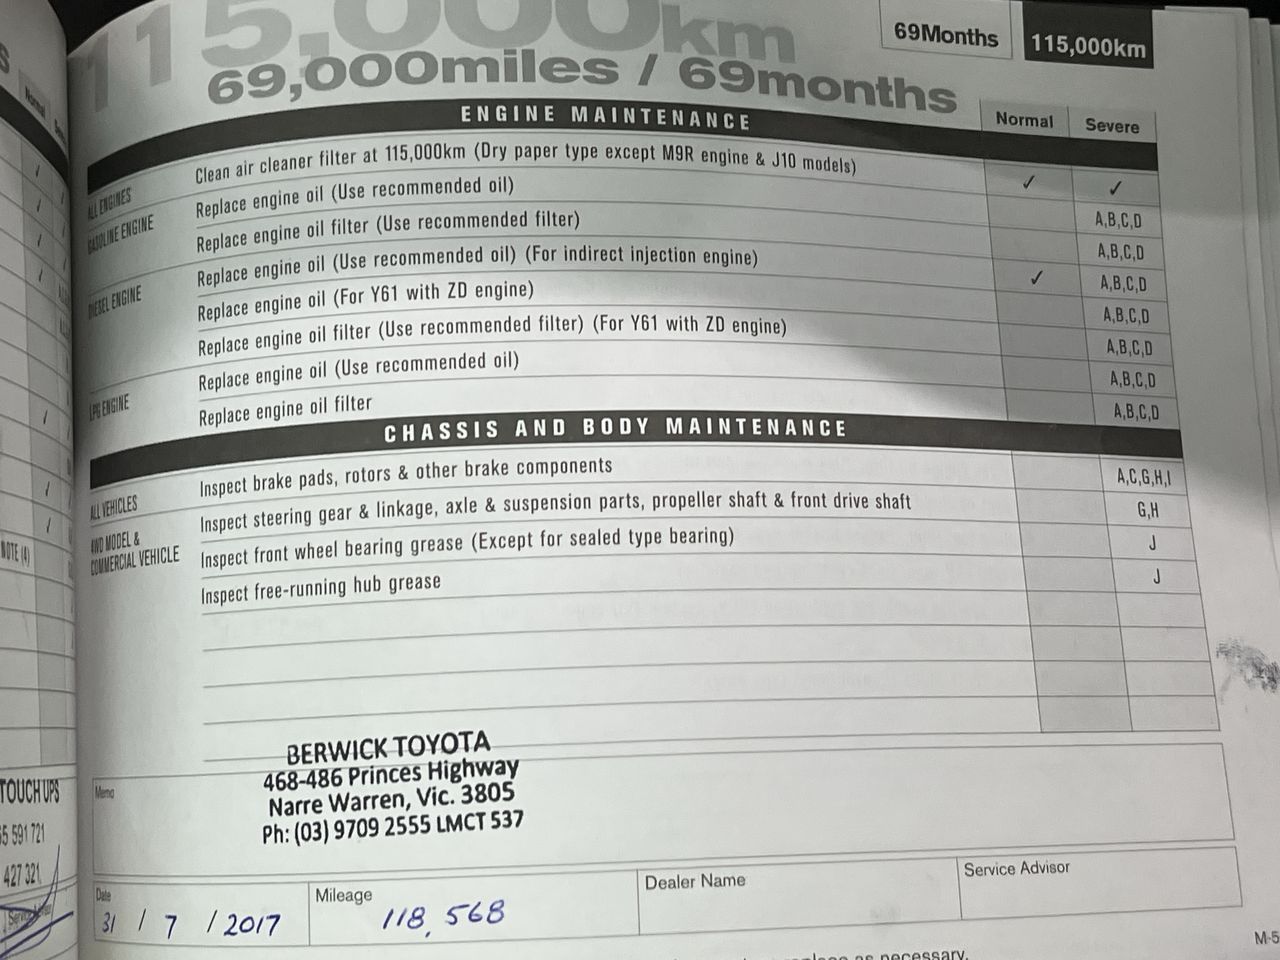 115,000km
69,000miles / 69months
69Months
115,000km
ENGINE MAINTENANCE
Normal Severe
ALL ENGINES
Clean air cleaner filter at 115,000km (Dry paper type except M9R engine & J10 models) ✓ ✓
GASOLINE ENGINE
Replace engine oil (Use recommended oil) A,B,C,D
Replace engine oil filter (Use recommended filter) A,B,C,D
DIESEL ENGINE
Replace engine oil (Use recommended oil) (For indirect injection engine) ✓ A,B,C,D
Replace engine oil (For Y61 with ZD engine) A,B,C,D
Replace engine oil filter (Use recommended filter) (For Y61 with ZD engine) A,B,C,D
LPG ENGINE
Replace engine oil (Use recommended oil) A,B,C,D
Replace engine oil filter A,B,C,D
CHASSIS AND BODY MAINTENANCE
ALL VEHICLES
Inspect brake pads, rotors & other brake components A,C,G,H,I
Inspect steering gear & linkage, axle & suspension parts, propeller shaft & front drive shaft G,H
4WD MODEL &
COMMERCIAL VEHICLE
Inspect front wheel bearing grease (Except for sealed type bearing) J
Inspect free-running hub grease J
NOTE (4)
TOUCH UPS
591 721
427 321
BERWICK TOYOTA
468-486 Princes Highway
Narre Warren, Vic. 3805
Ph: (03) 9709 2555 LMCT 537
Memo
Date
31 / 7 / 2017
Mileage
118,568
Dealer Name
Service Advisor
as necessary.
M-5